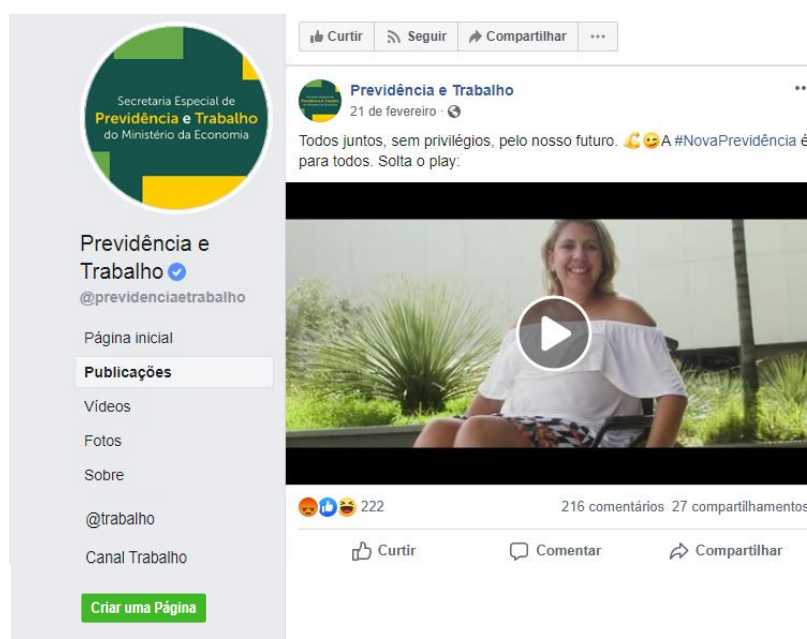 Secretaria Especial de
Previdência e Trabalho
do Ministério da Economia
Previdência e
Trabalho
@previdenciaetrabalho
Página inicial
Publicações
Vídeos
Fotos
Sobre
@trabalho
Canal Trabalho
Criar uma Página
Curtir Seguir Compartilhar ...
Previdência e Trabalho
21 de fevereiro ·
Todos juntos, sem privilégios, pelo nosso futuro. 💪😉A #NovaPrevidência é
para todos. Solta o play:
222 216 comentários 27 compartilhamentos
Curtir Comentar Compartilhar